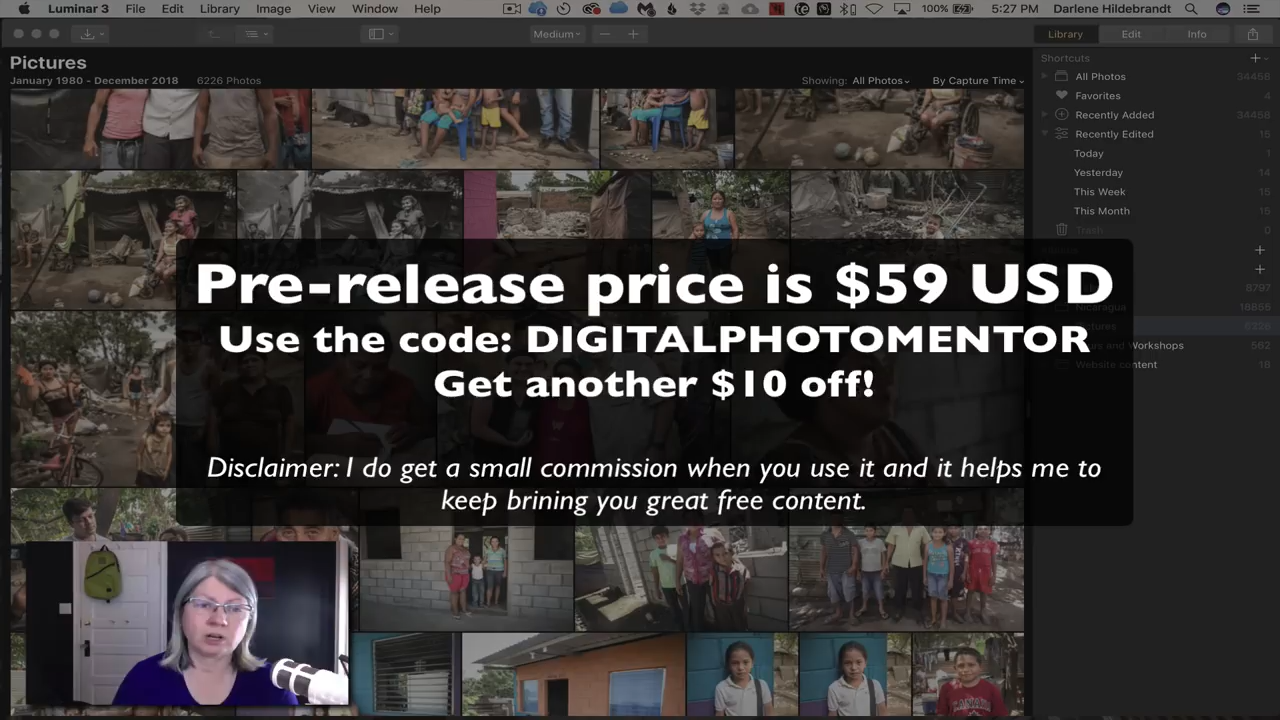 Luminar 3 File Edit Library Image View Window Help 100% 5:27 PM Darlene Hildebrandt
Medium
Library Edit Info
Pictures
January 1980 - December 2018 6226 Photos Showing: All Photos By Capture Time
Shortcuts
All Photos 34458
Favorites 4
Recently Added 34458
Recently Edited 15
Today 1
Yesterday 14
This Week 15
This Month 15
Trash 0
8797
Nicaragua 18855
Pictures 6226
and Workshops 562
Website content 18
Pre-release price is $59 USD
Use the code: DIGITALPHOTOMENTOR
Get another $10 off!
Disclaimer: I do get a small commission when you use it and it helps me to
keep brining you great free content.
CANADA